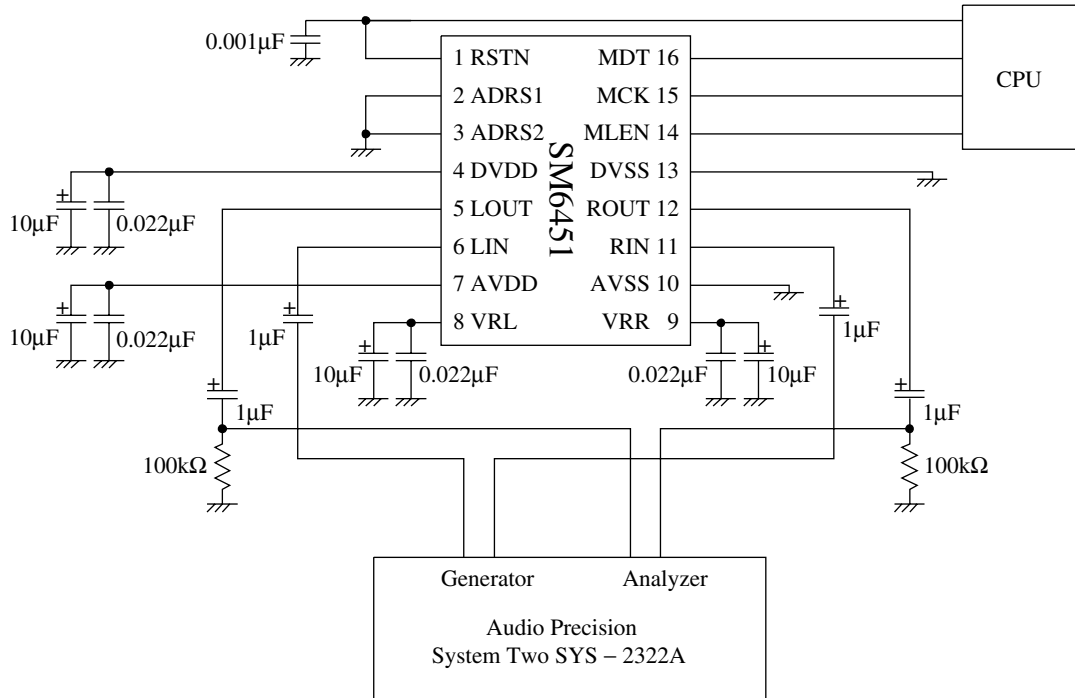 0.001μF
1 RSTN
MDT 16
CPU
2 ADRS1
MCK 15
3 ADRS2
MLEN 14
SM6451
4 DVDD
DVSS 13
+
10μF
0.022μF
5 LOUT
ROUT 12
6 LIN
RIN 11
7 AVDD
AVSS 10
+
10μF
0.022μF
+
1μF
+
1μF
8 VRL
VRR 9
+
10μF
0.022μF
0.022μF
+
10μF
+
1μF
+
1μF
100kΩ
100kΩ
Generator
Analyzer
Audio Precision
System Two SYS – 2322A